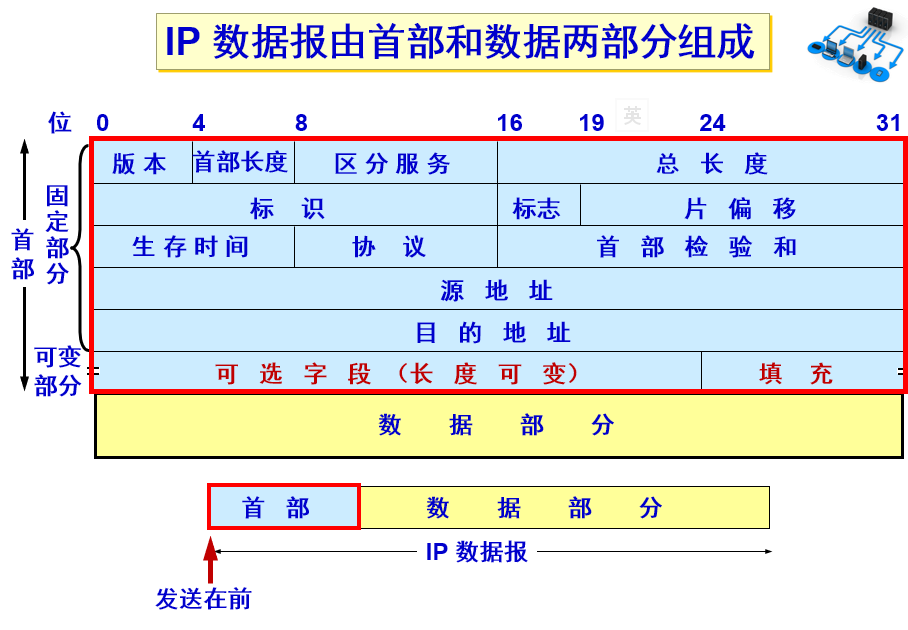 IP 数据报由首部和数据两部分组成
英
位 0 4 8 16 19 24 31
版本 首部长度 区分服务 总长度
标识 标志 片偏移
生存时间 协议 首部检验和
源地址
目的地址
可选字段（长度可变） 填充
首部
固定部分
可变部分
数据部分
首部 数据部分
IP 数据报
发送在前